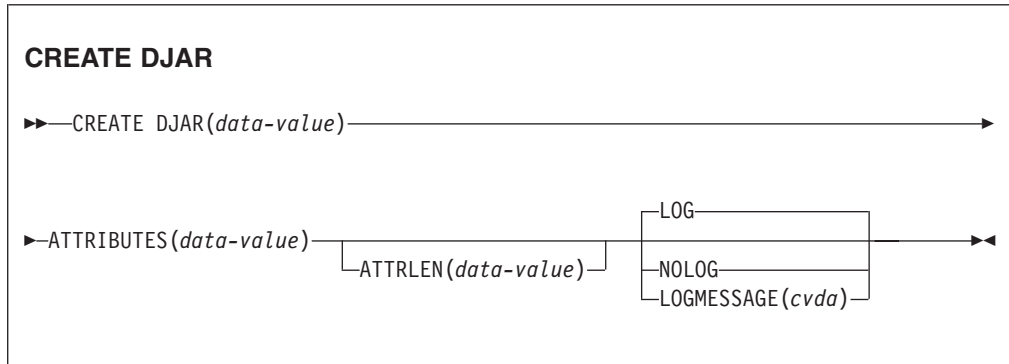 CREATE DJAR
CREATE DJAR(data-value)
LOG
ATTRIBUTES(data-value)
ATTRLEN(data-value)
NOLOG
LOGMESSAGE(cvda)